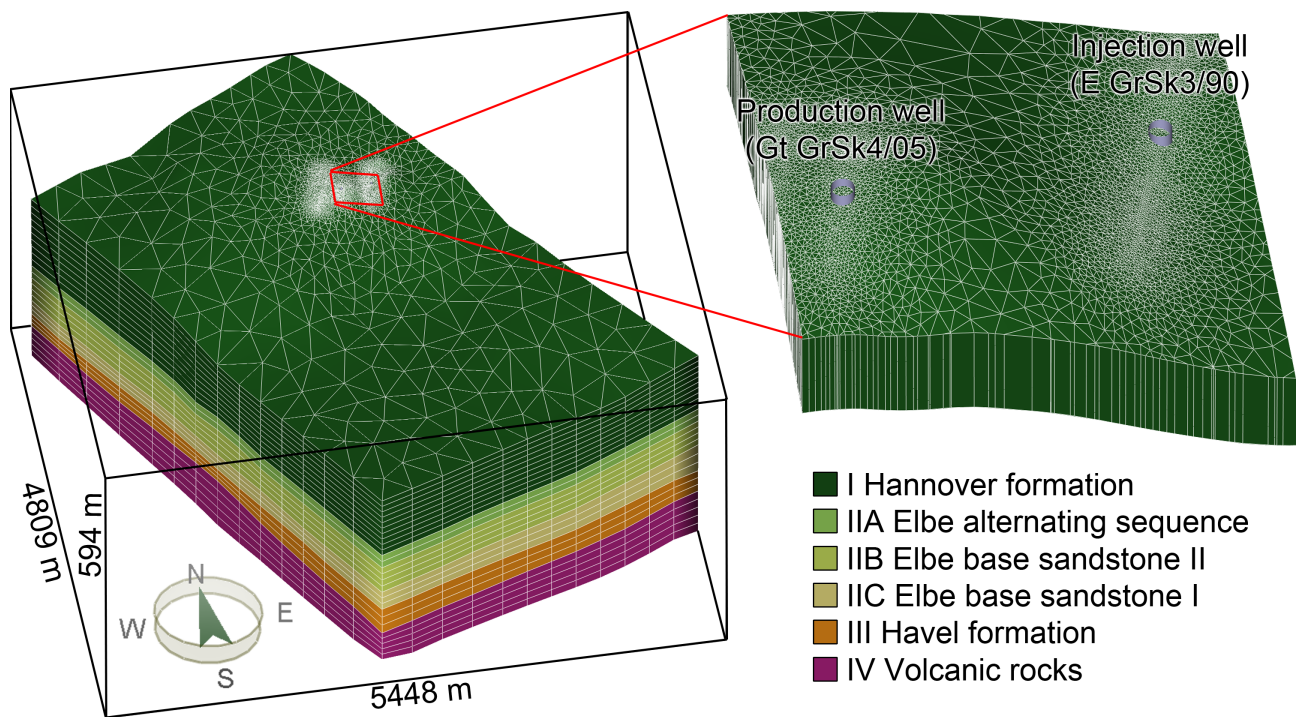 Injection well
(E GrSk3/90)
Production well
(Gt GrSk4/05)
4809 m
594 m
5448 m
N
E
W
S
I Hannover formation
IIA Elbe alternating sequence
IIB Elbe base sandstone II
IIC Elbe base sandstone I
III Havel formation
IV Volcanic rocks